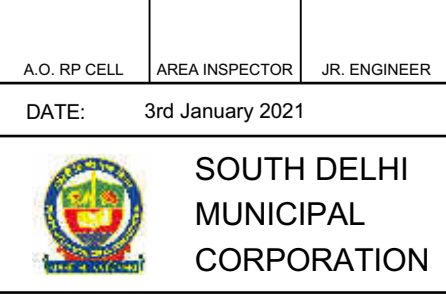 A.O. RP CELL AREA INSPECTOR JR. ENGINEER
DATE: 3rd January 2021
SOUTH DELHI
MUNICIPAL
CORPORATION